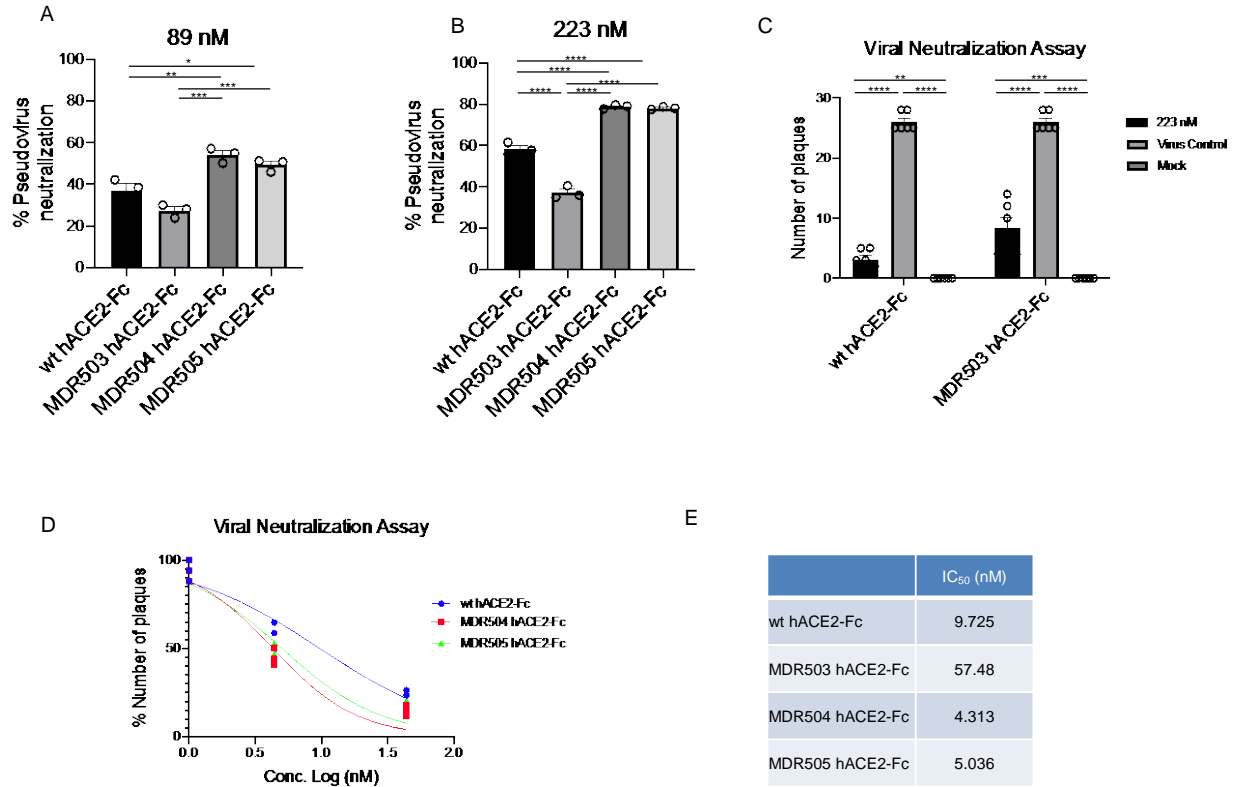 A
89 nM
% Pseudovirus
neutralization
100
80
60
40
20
0
*
**
***
***
wt hACE2-Fc
MDR503 hACE2-Fc
MDR504 hACE2-Fc
MDR505 hACE2-Fc
B
223 nM
% Pseudovirus
neutralization
100
80
60
40
20
0
****
****
****
**** ****
wt hACE2-Fc
MDR503 hACE2-Fc
MDR504 hACE2-Fc
MDR505 hACE2-Fc
C
Viral Neutralization Assay
Number of plaques
30
20
10
0
** ***
**** **** **** ****
223 nM
Virus Control
Mock
wt hACE2-Fc
MDR503 hACE2-Fc
D
Viral Neutralization Assay
% Number of plaques
100
50
0
0.0 0.5 1.0 1.5 2.0
Conc. Log (nM)
wt hACE2-Fc
MDR504 hACE2-Fc
MDR505 hACE2-Fc
E
IC₅₀ (nM)
wt hACE2-Fc 9.725
MDR503 hACE2-Fc 57.48
MDR504 hACE2-Fc 4.313
MDR505 hACE2-Fc 5.036